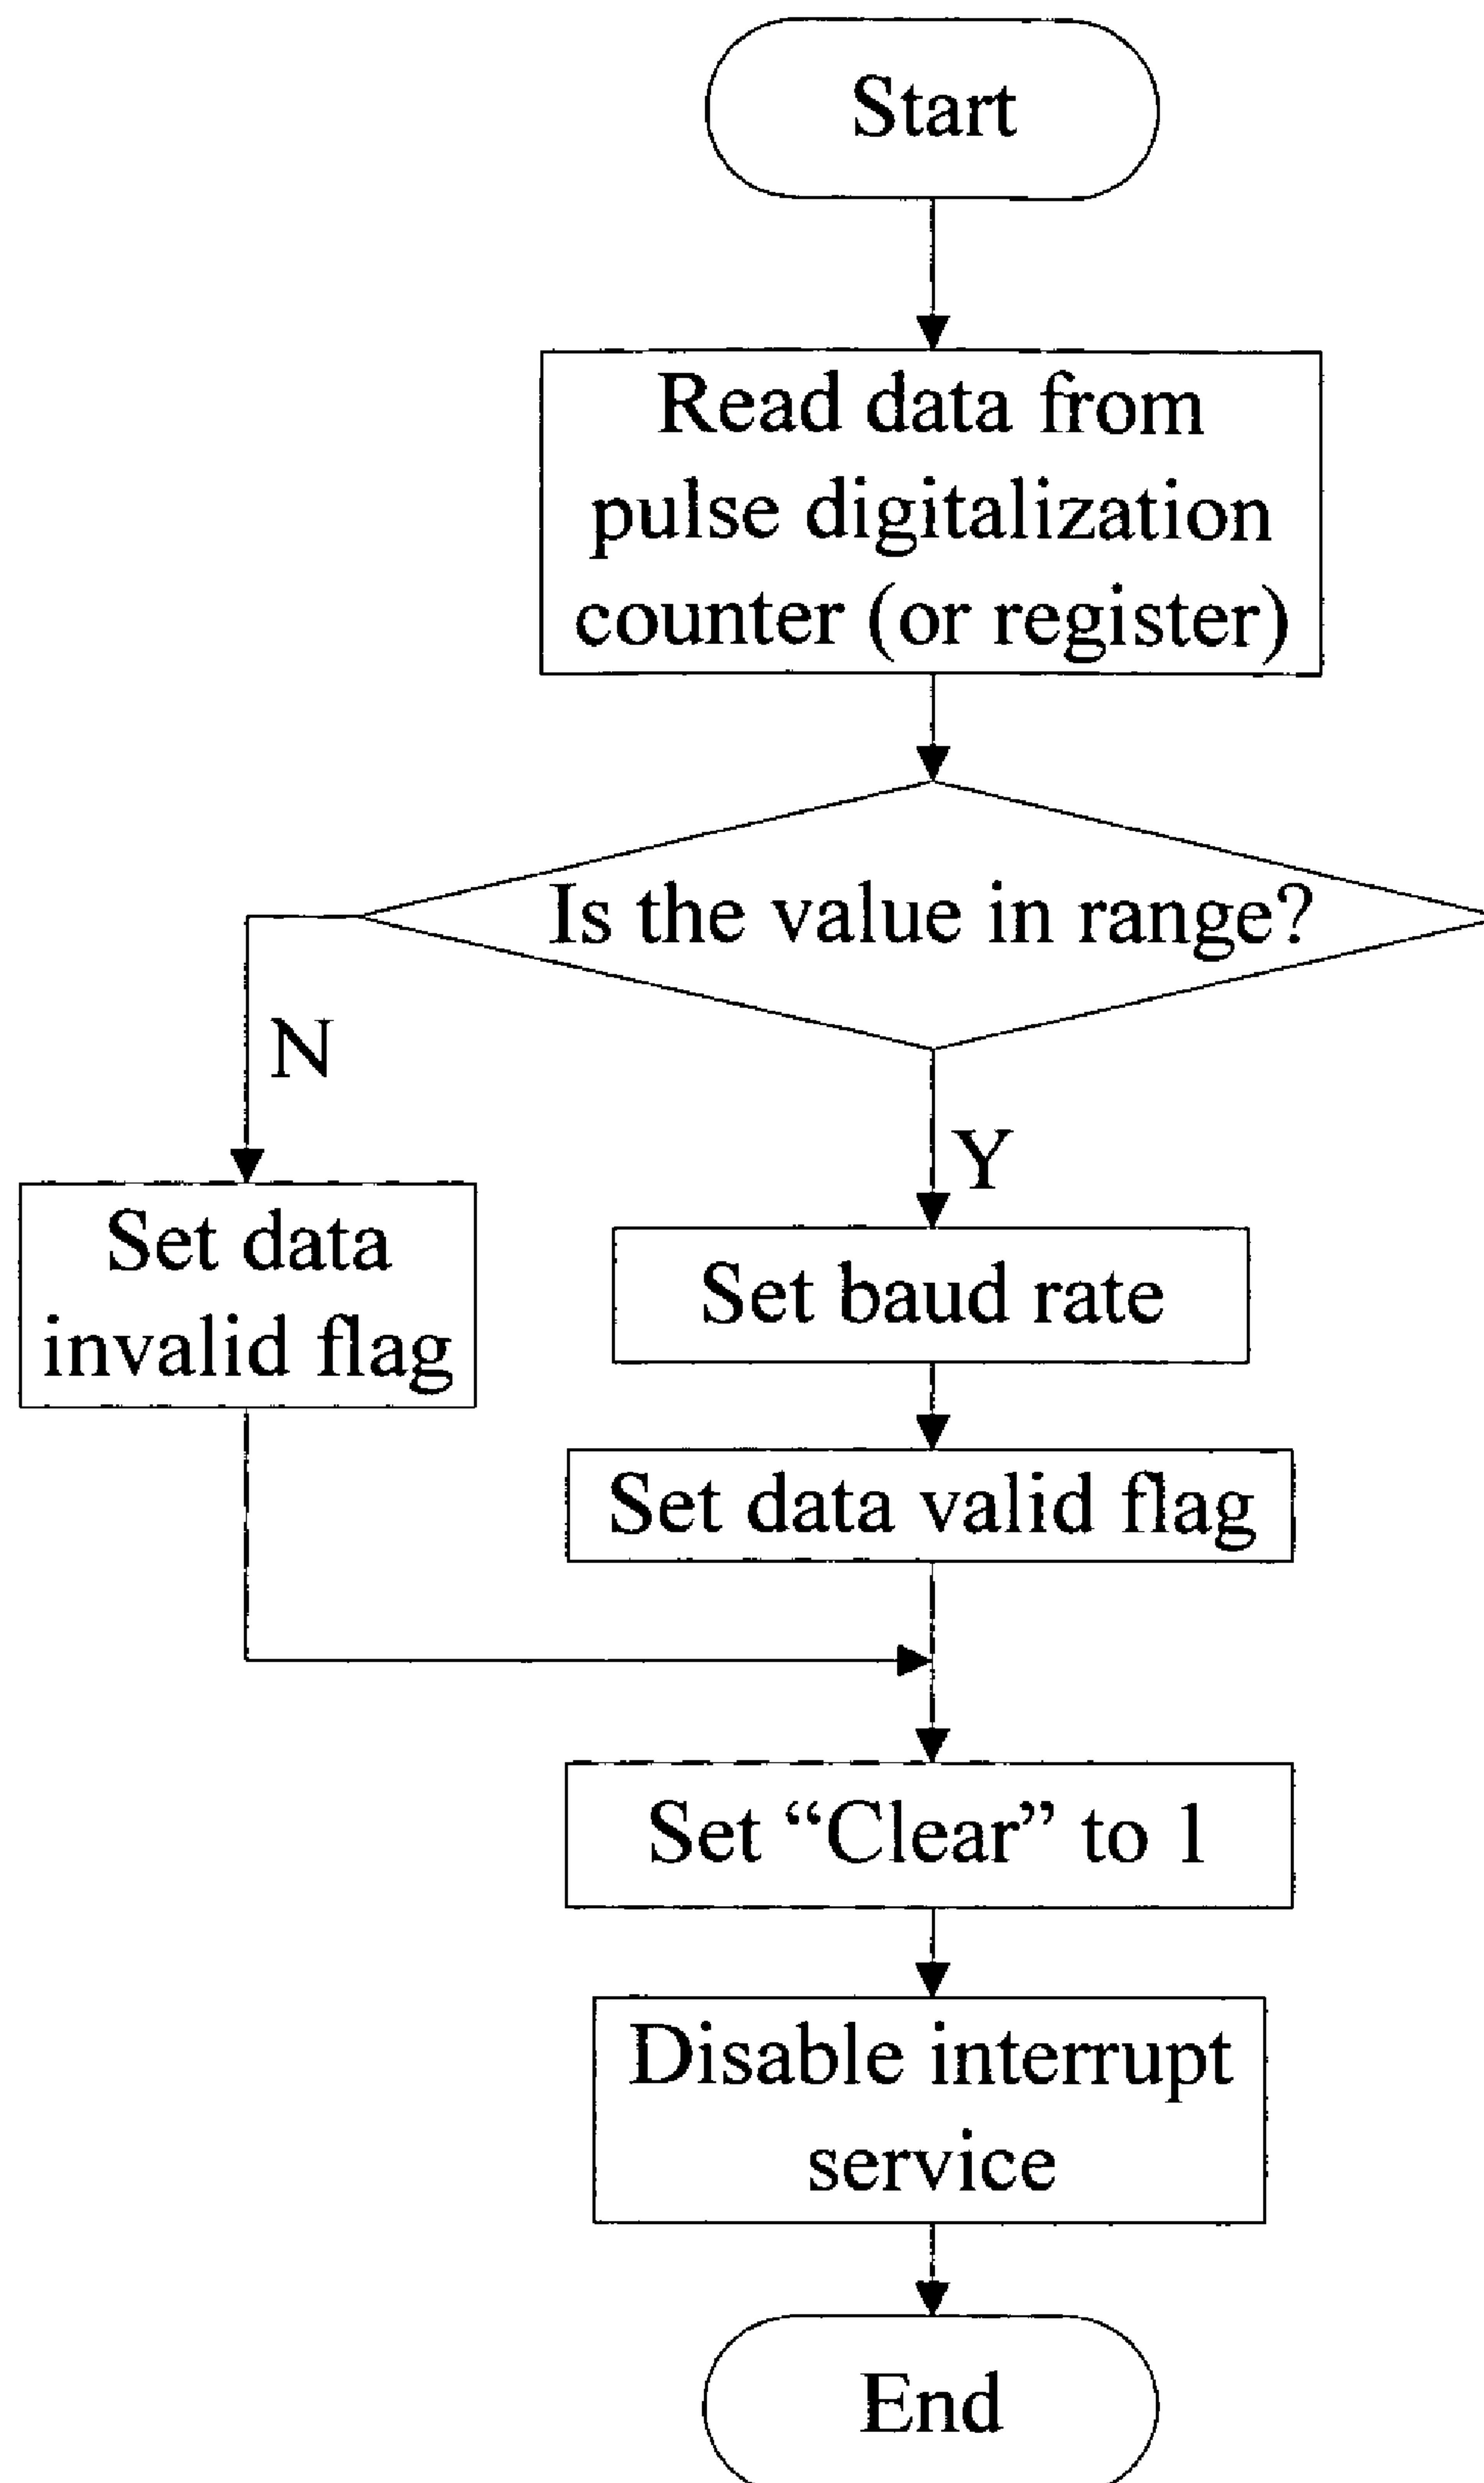 Start
Read data from
pulse digitalization
counter (or register)
Is the value in range?
N
Y
Set data
invalid flag
Set baud rate
Set data valid flag
Set “Clear” to 1
Disable interrupt
service
End